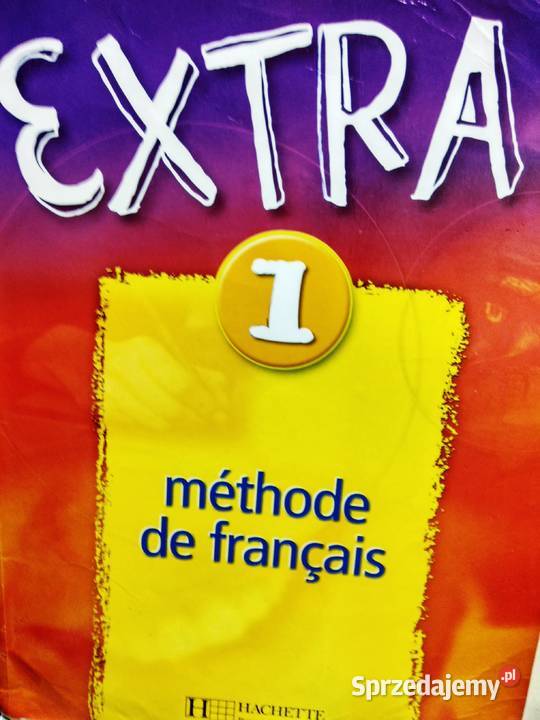 EXTRA
1
méthode
de français
H HACHETTE
Sprzedajemy.pl